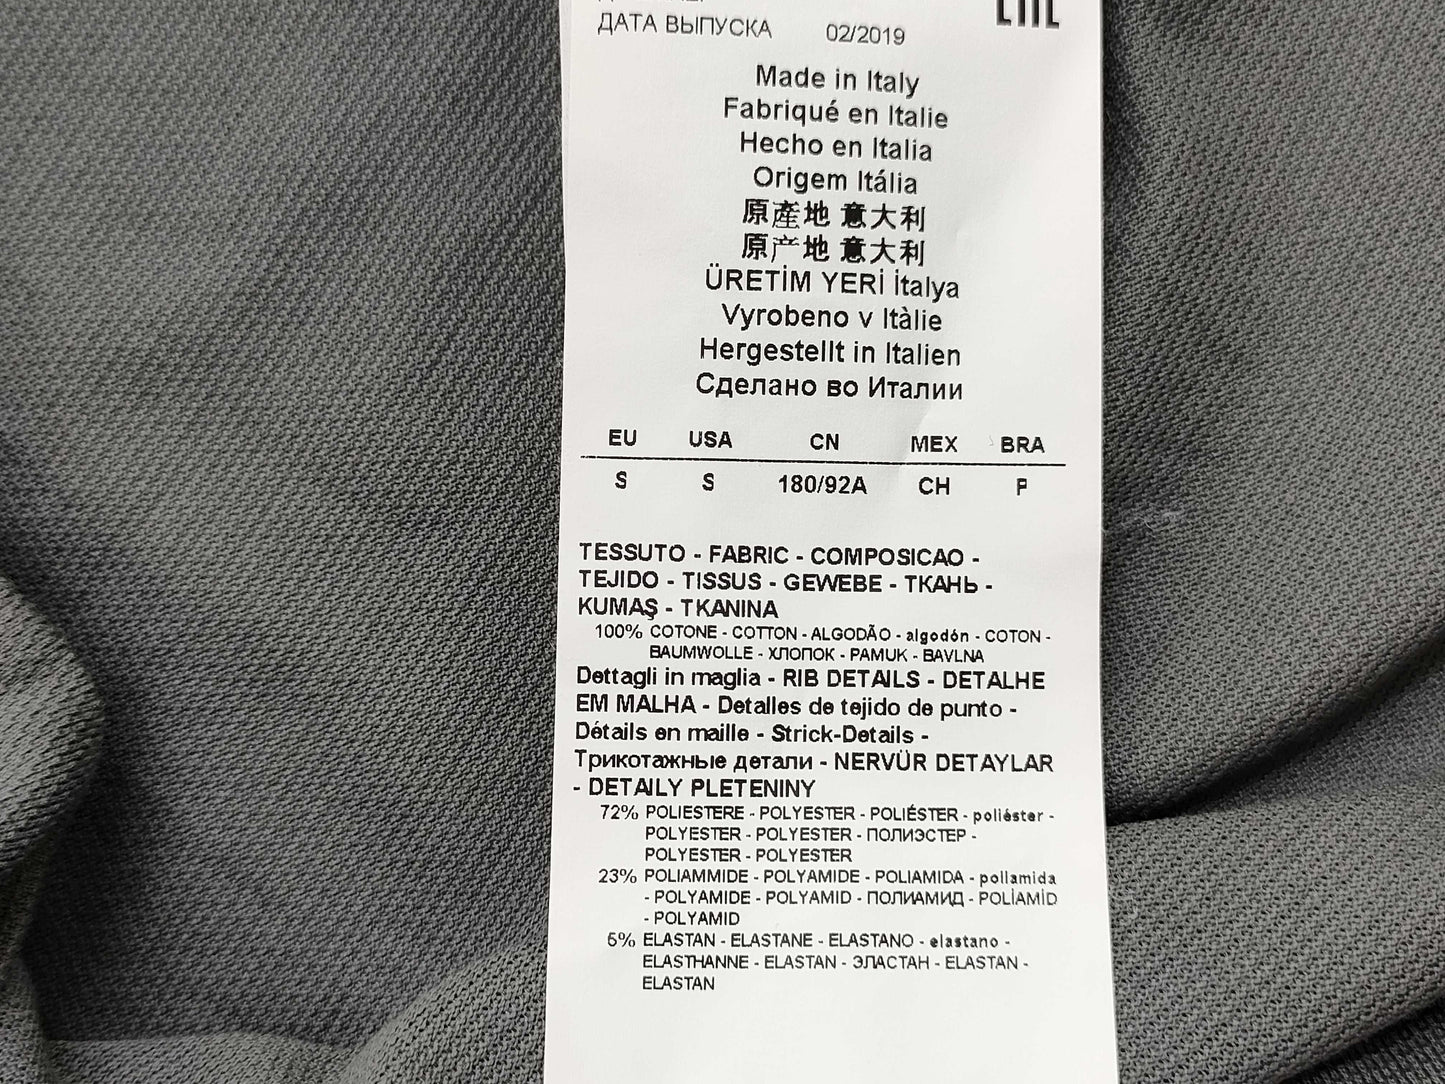 ДАТА ВЫПУСКА 02/2019
Made in Italy
Fabriqué en Italie
Hecho en Italia
Origem Itália
原產地 意大利
原产地 意大利
ÜRETİM YERİ İtalya
Vyrobeno v Itàlie
Hergestellt in Italien
Сделано во Италии
EU USA CN MEX BRA
S S 180/92A CH P
TESSUTO - FABRIC - COMPOSICAO -
TEJIDO - TISSUS - GEWEBE - ТКАНЬ -
KUMAŞ - TKANINA
100% COTONE - COTTON - ALGODÃO - algodón - COTON -
BAUMWOLLE - ХЛОПОК - PAMUK - BAVLNA
Dettagli in maglia - RIB DETAILS - DETALHE
EM MALHA - Detalles de tejido de punto -
Détails en maille - Strick-Details -
Трикотажные детали - NERVÜR DETAYLAR
- DETAILY PLETENINY
72% POLIESTERE - POLYESTER - POLIÉSTER - poliéster -
POLYESTER - POLYESTER - ПОЛИЭСТЕР -
POLYESTER - POLYESTER
23% POLIAMMIDE - POLYAMIDE - POLIAMIDA - poliamida
- POLYAMIDE - POLYAMID - ПОЛИАМИД - POLİAMİD
- POLYAMID
5% ELASTAN - ELASTANE - ELASTANO - elastano -
ELASTHANNE - ELASTAN - ЭЛАСТАН - ELASTAN -
ELASTAN